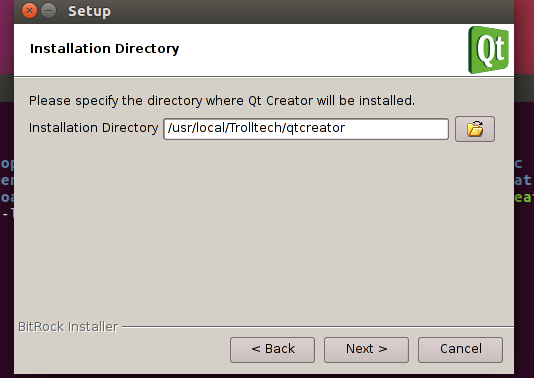 Setup
Installation Directory
Qt
Please specify the directory where Qt Creator will be installed.
Installation Directory /usr/local/Trolltech/qtcreator
BitRock Installer
< Back Next > Cancel